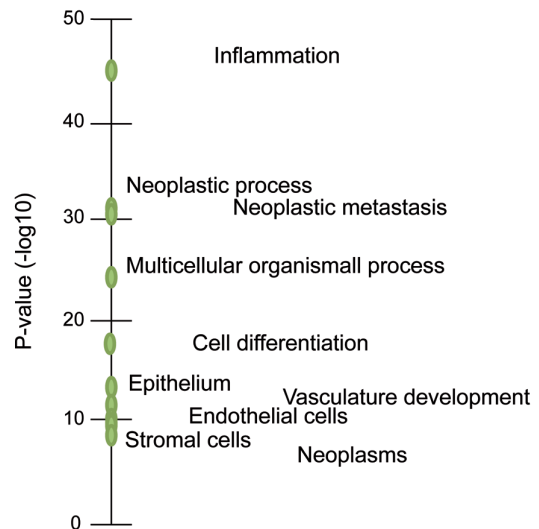 50
Inflammation
40
Neoplastic process
Neoplastic metastasis
30
Multicellular organismall process
20
Cell differentiation
Epithelium
Vasculature development
10
Endothelial cells
Stromal cells
Neoplasms
0
P-value (-log10)